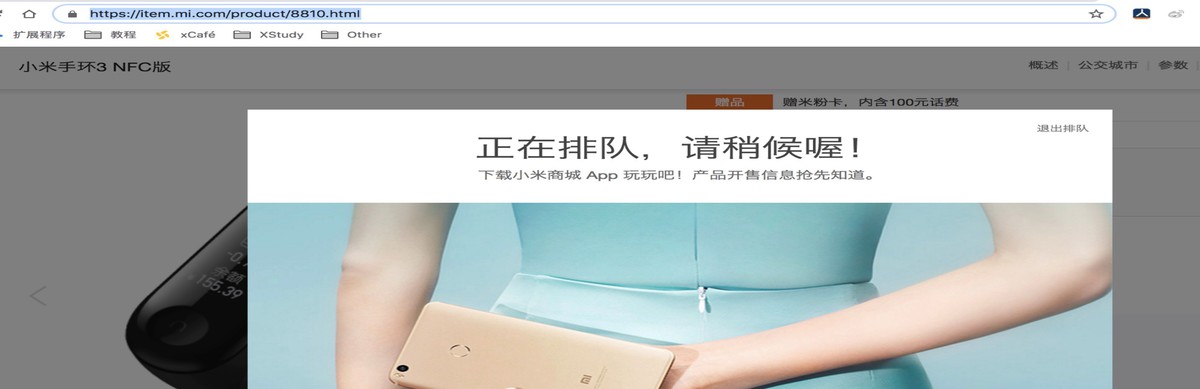 https://item.mi.com/product/8810.html
扩展程序 教程 xCafé XStudy Other
小米手环3 NFC版 概述 公交城市 参数
赠品 赠米粉卡，内含100元话费
退出排队
正在排队，请稍候喔！
下载小米商城 App 玩玩吧！产品开售信息抢先知道。
金额
155.39
MI